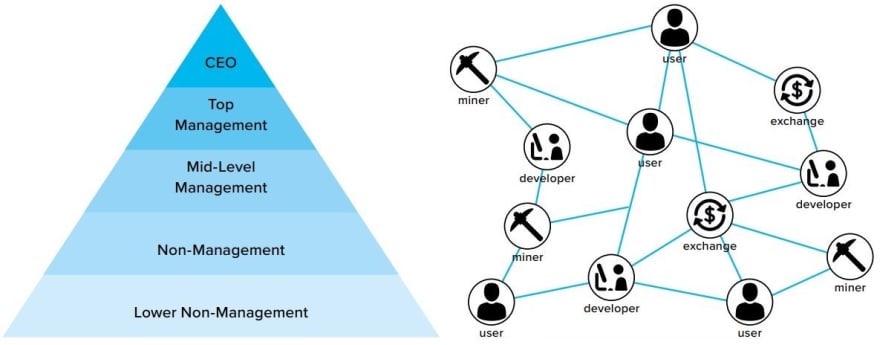 CEO
Top
Management
Mid-Level
Management
Non-Management
Lower Non-Management
user
miner
$
exchange
developer
user
developer
$
exchange
miner
developer
miner
user
user